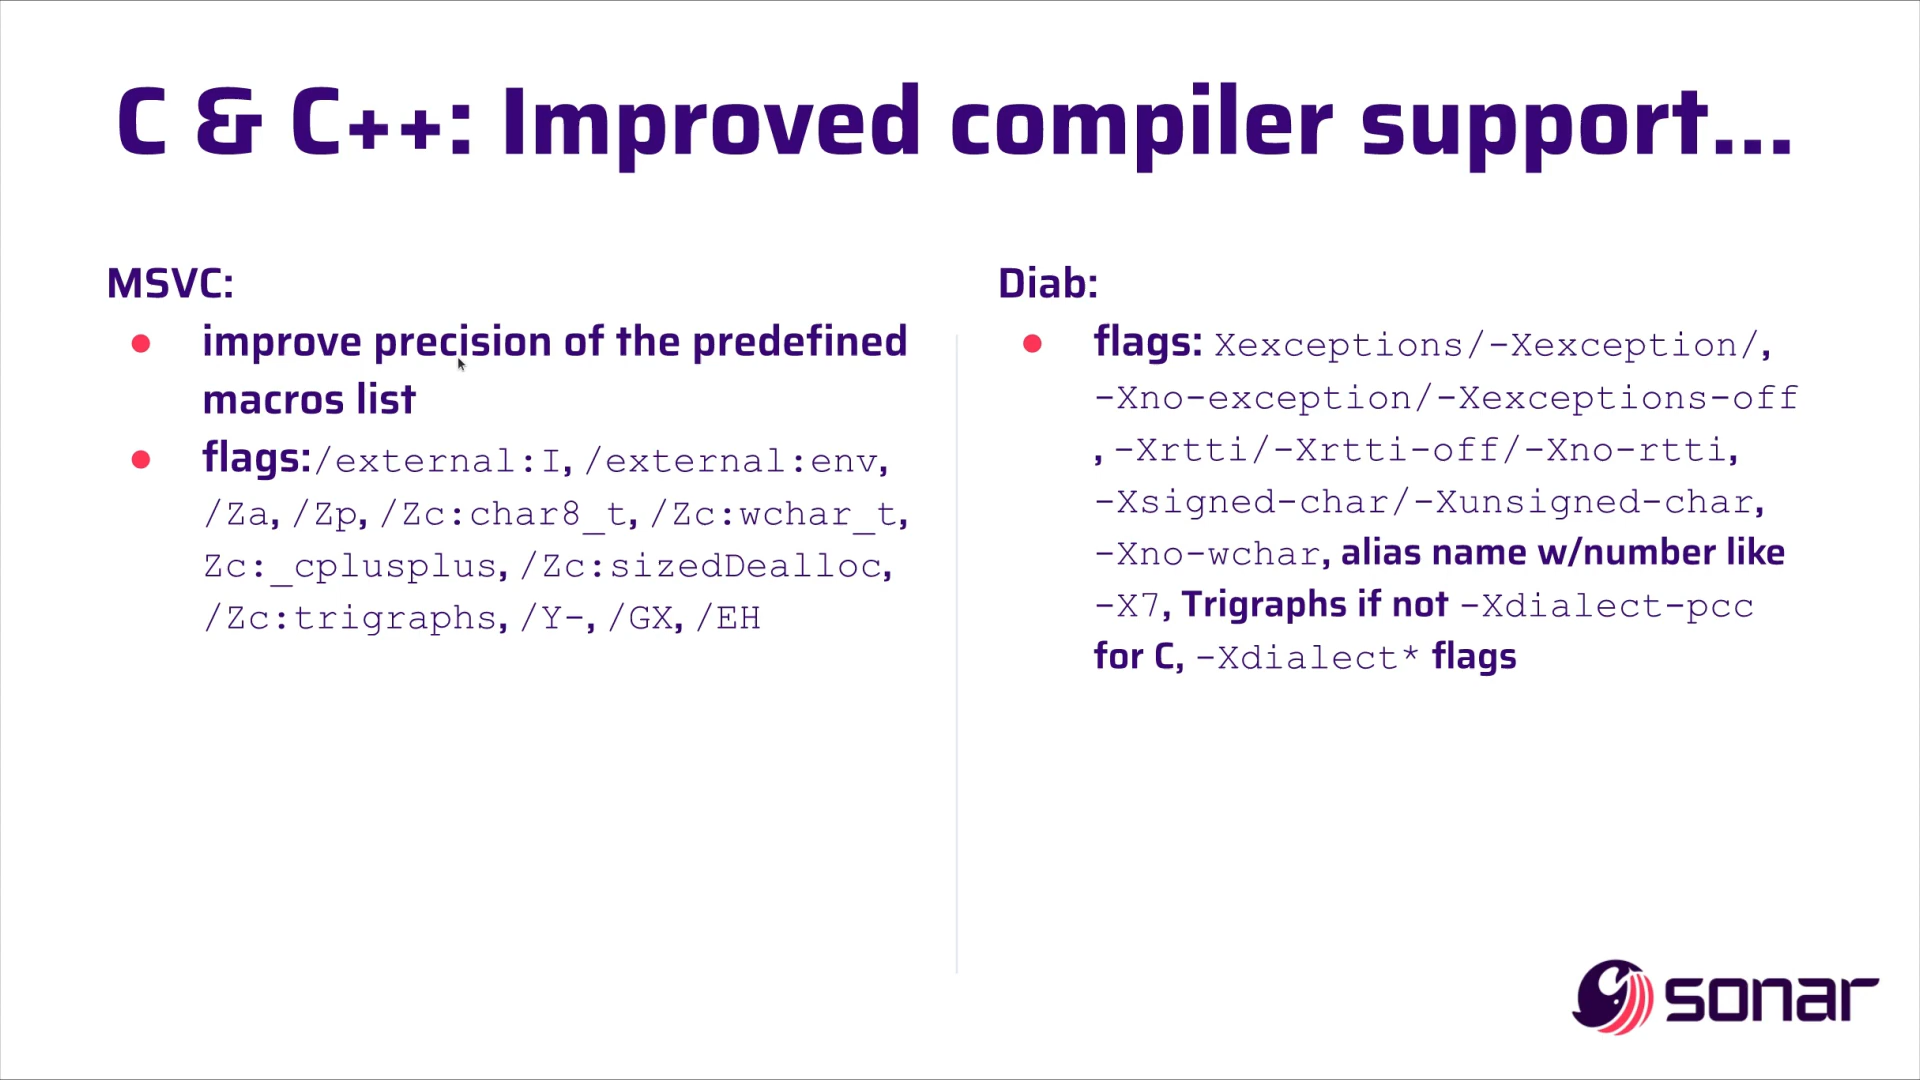 C & C++: Improved compiler support...
MSVC:
● improve precision of the predefined
macros list
● flags:/external:I, /external:env,
/Za, /Zp, /Zc:char8_t, /Zc:wchar_t,
Zc:_cplusplus, /Zc:sizedDealloc,
/Zc:trigraphs, /Y-, /GX, /EH
Diab:
● flags: Xexceptions/-Xexception/,
-Xno-exception/-Xexceptions-off
, -Xrtti/-Xrtti-off/-Xno-rtti,
-Xsigned-char/-Xunsigned-char,
-Xno-wchar, alias name w/number like
-X7, Trigraphs if not -Xdialect-pcc
for C, -Xdialect* flags
sonar